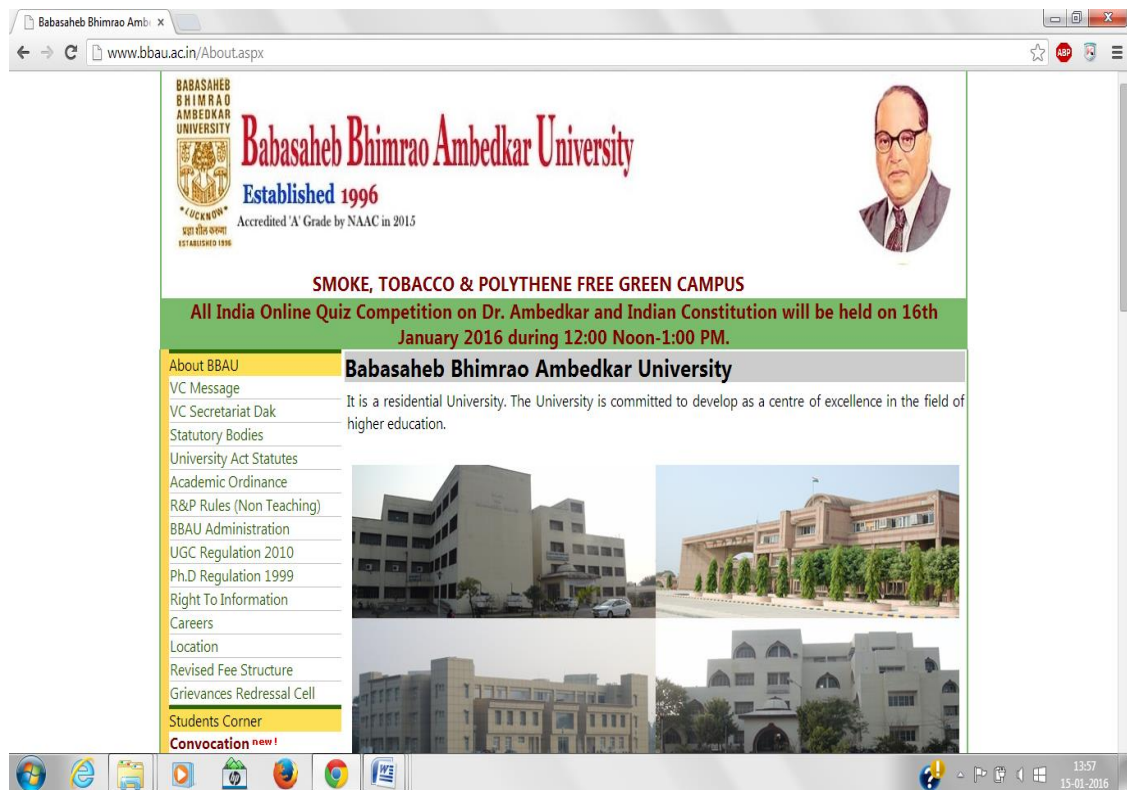 Babasaheb Bhimrao Amb
www.bbau.ac.in/About.aspx
ABP
BABASAHEB
BHIMRAO
AMBEDKAR
UNIVERSITY
LUCKNOW
प्रज्ञा शील करुणा
ESTABLISHED 1996
Babasaheb Bhimrao Ambedkar University
Established 1996
Accredited 'A' Grade by NAAC in 2015
SMOKE, TOBACCO & POLYTHENE FREE GREEN CAMPUS
All India Online Quiz Competition on Dr. Ambedkar and Indian Constitution will be held on 16th
January 2016 during 12:00 Noon-1:00 PM.
About BBAU
VC Message
VC Secretariat Dak
Statutory Bodies
University Act Statutes
Academic Ordinance
R&P Rules (Non Teaching)
BBAU Administration
UGC Regulation 2010
Ph.D Regulation 1999
Right To Information
Careers
Location
Revised Fee Structure
Grievances Redressal Cell
Students Corner
Convocation new!
Babasaheb Bhimrao Ambedkar University
It is a residential University. The University is committed to develop as a centre of excellence in the field of
higher education.
13:57
15-01-2016